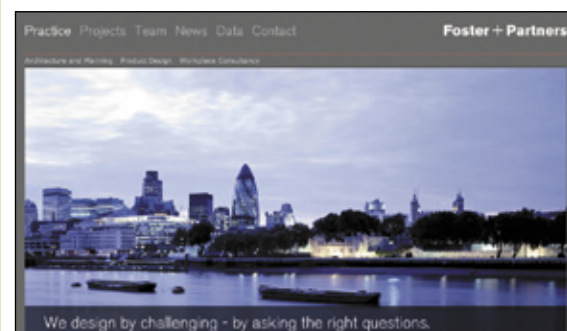 Practice Projects Team News Data Contact
Foster + Partners
Architecture and Planning Product Design Workplace Consultancy
We design by challenging - by asking the right questions.